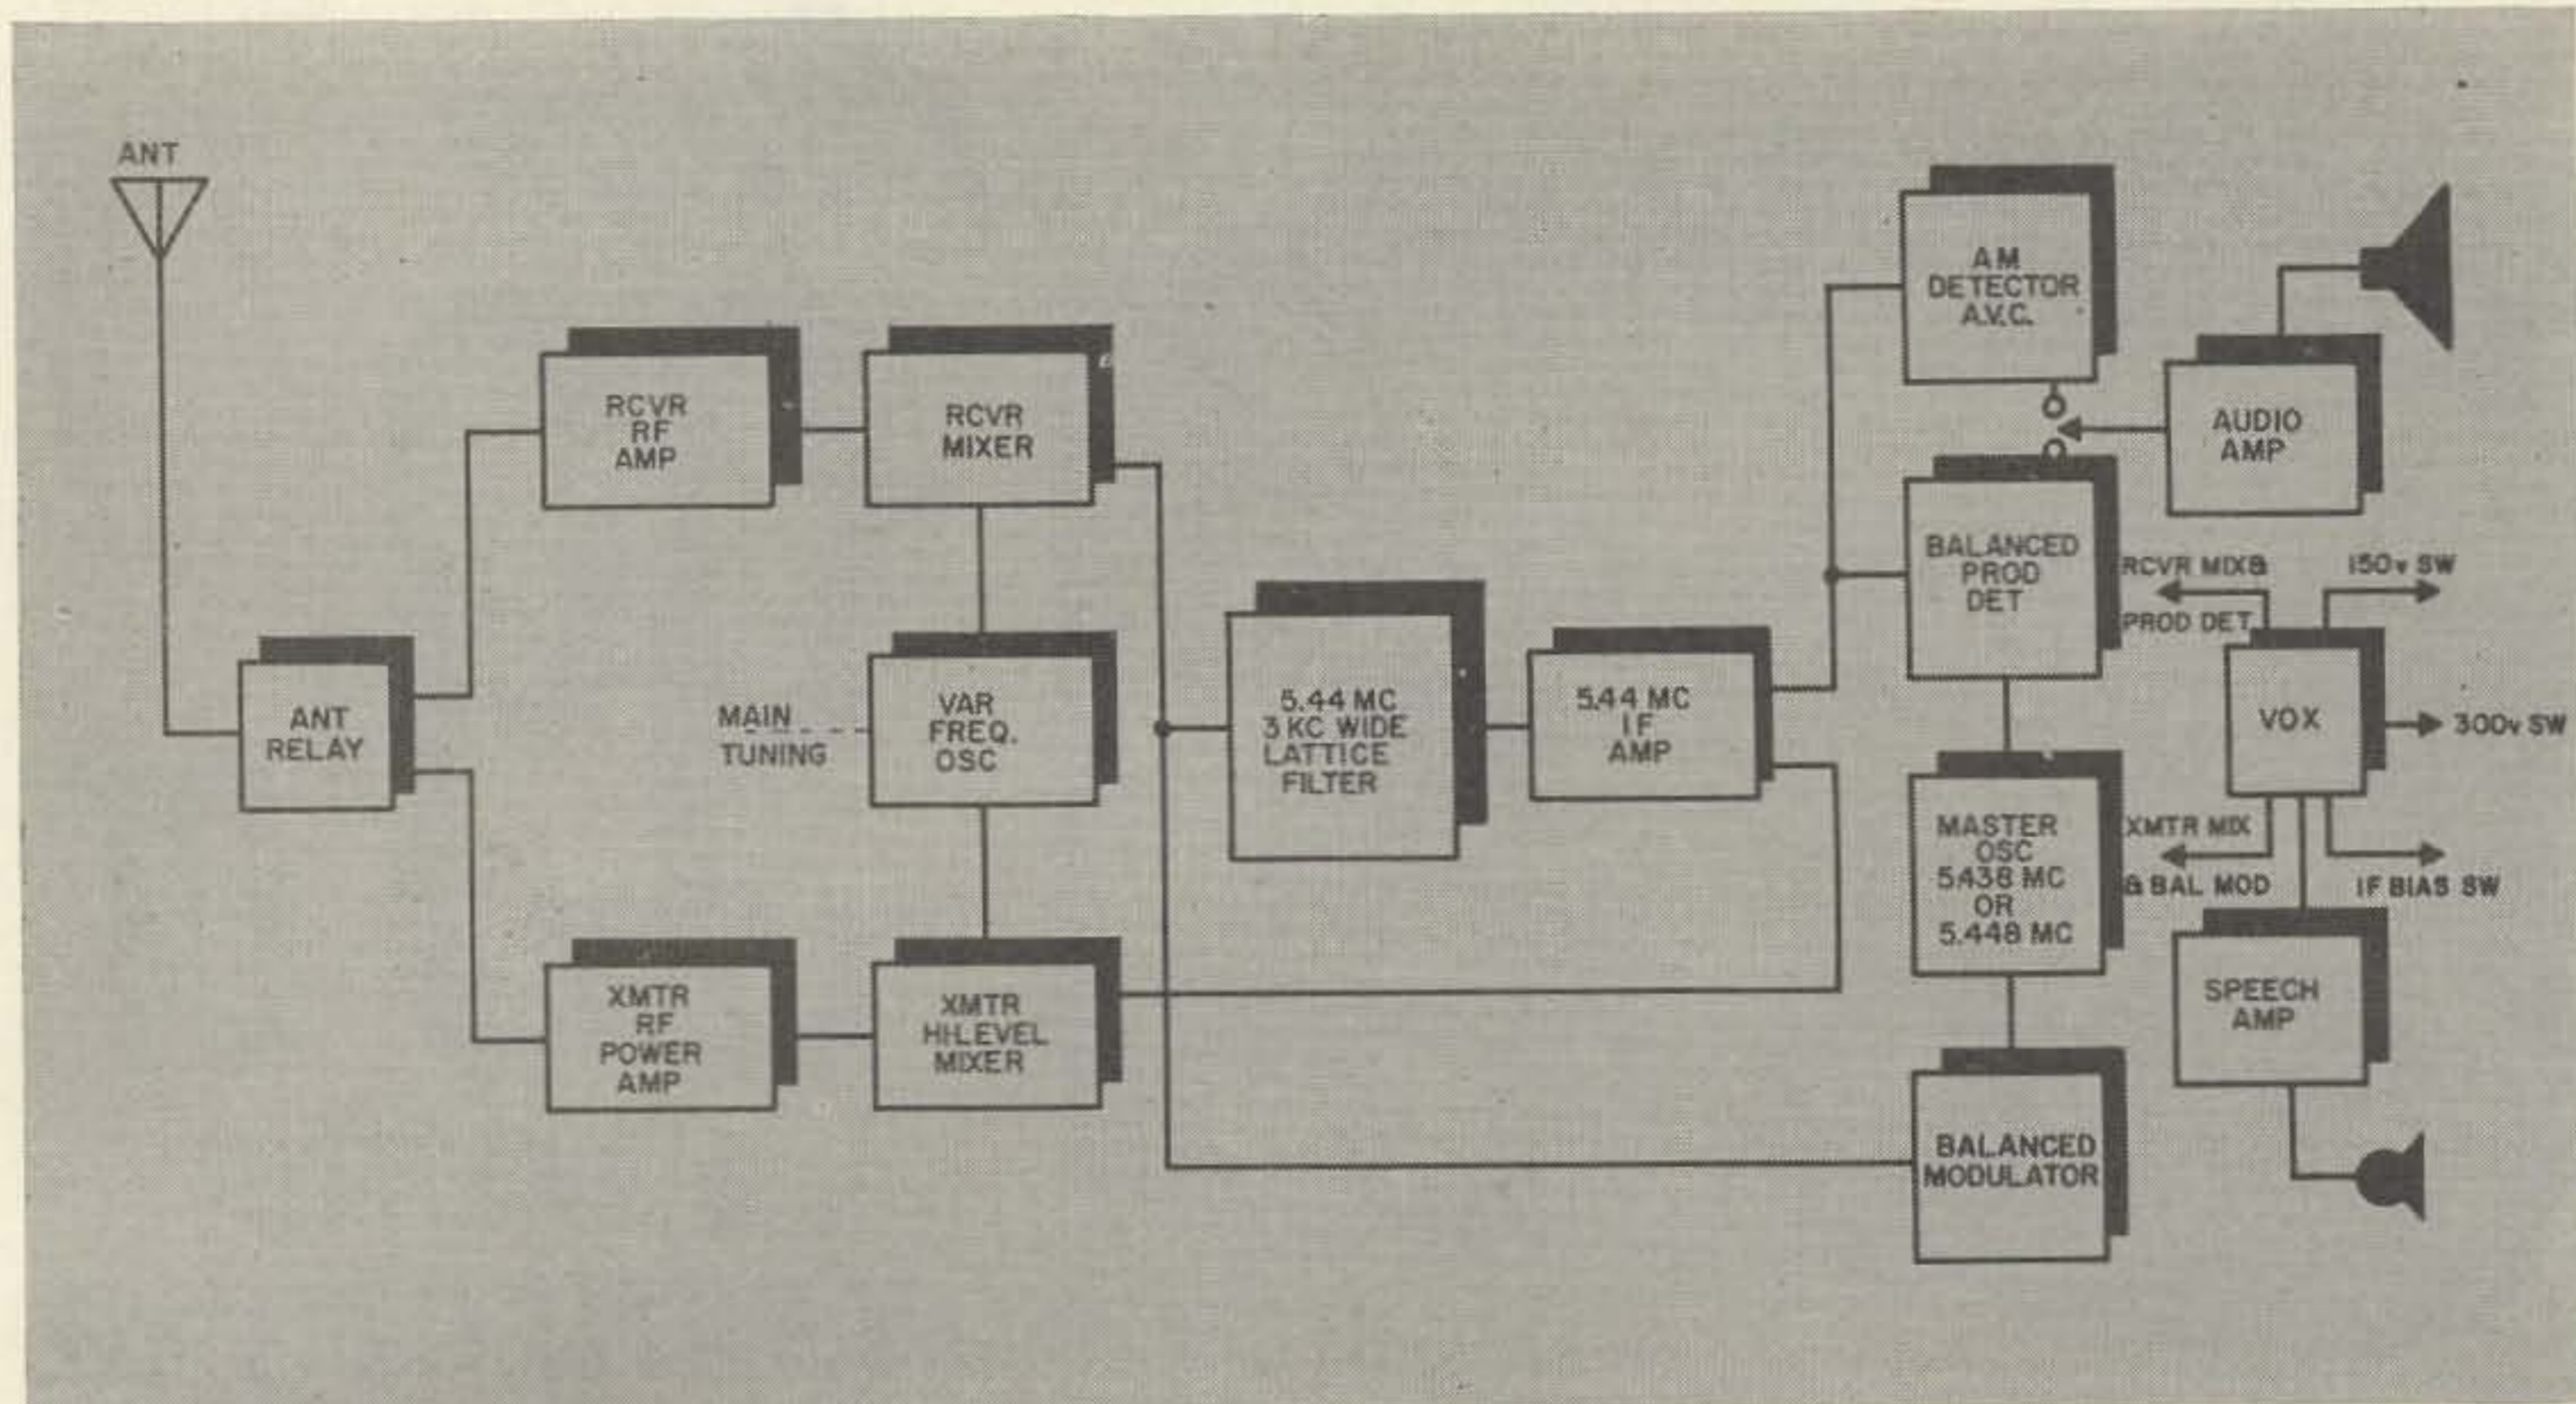 ANT
ANT
RELAY
RCVR
RF
AMP
RCVR
MIXER
MAIN
TUNING
VAR
FREQ.
OSC
XMTR
RF
POWER
AMP
XMTR
HI-LEVEL
MIXER
5.44 MC
3 KC WIDE
LATTICE
FILTER
5.44 MC
IF
AMP
AM
DETECTOR
A.V.C.
AUDIO
AMP
BALANCED
PROD
DET
RCVR MIX&
PROD DET
150v SW
VOX
300v SW
MASTER
OSC
5.438 MC
OR
5.448 MC
XMTR MIX
& BAL MOD
IF BIAS SW
SPEECH
AMP
BALANCED
MODULATOR